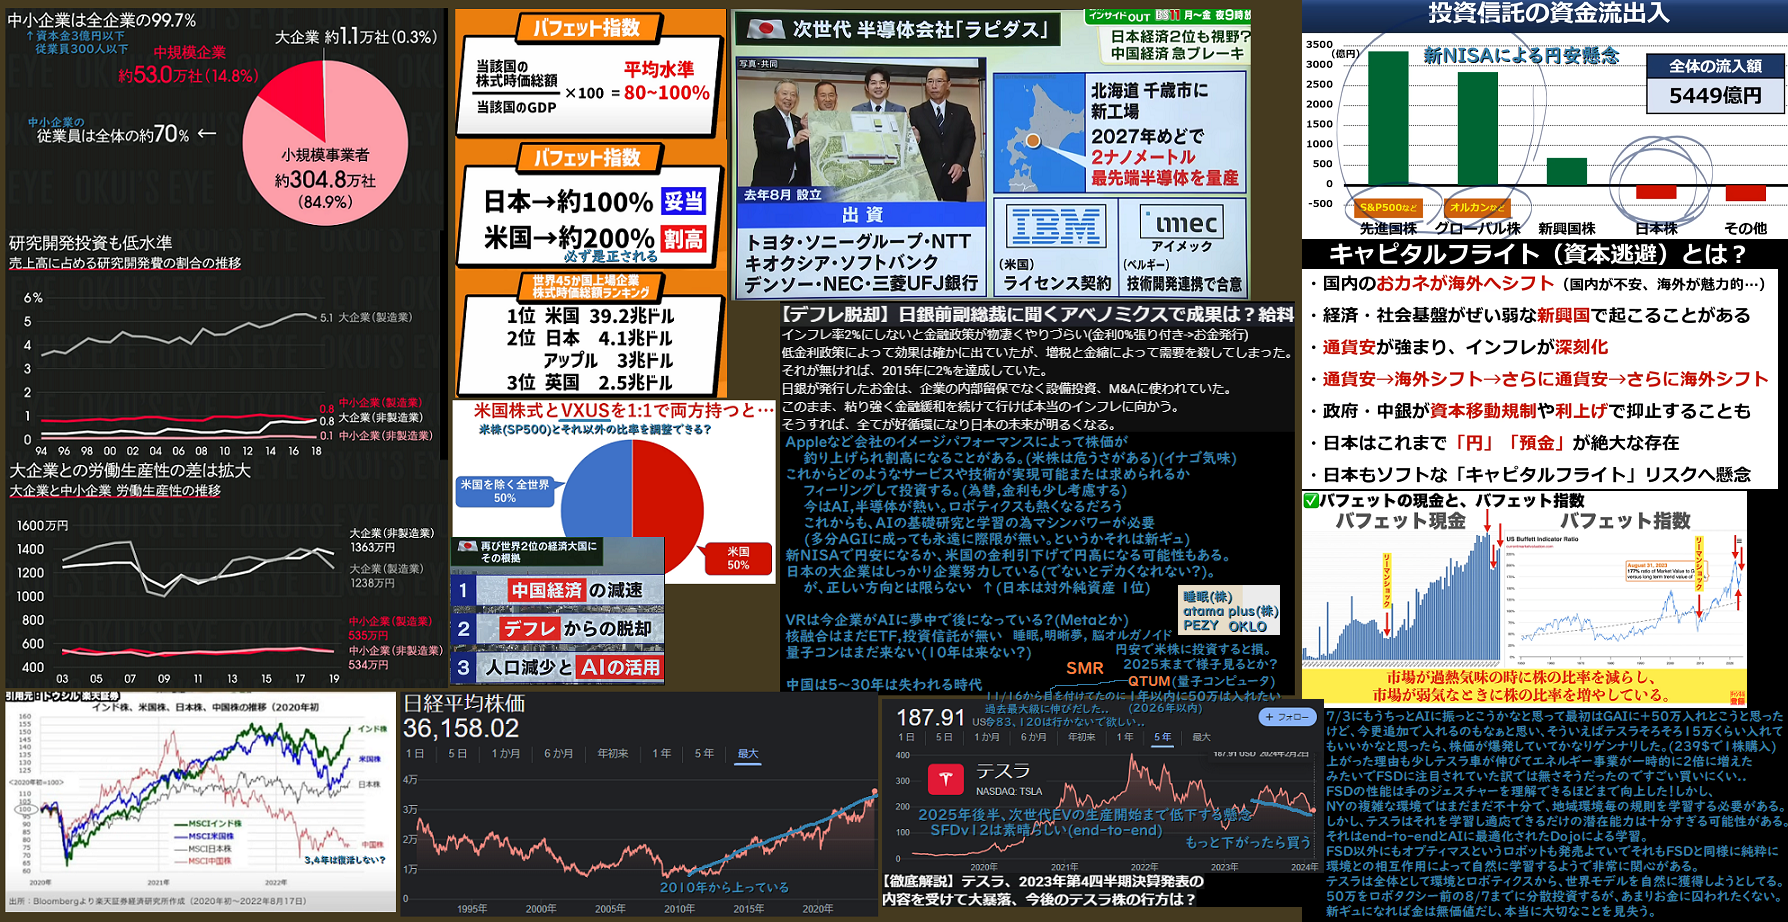 中小企業は全企業の99.7%
↑資本金3億円以下
従業員300人以下
大企業 約1.1万社(0.3%)
中規模企業
約53.0万社(14.8%)
中小企業の
従業員は全体の約70% ←
小規模事業者
約304.8万社
(84.9%)
研究開発投資も低水準
売上高に占める研究開発費の割合の推移
6%
5
4
3
2
1
0
5.1 大企業(製造業)
0.8 中小企業(製造業)
0.8 大企業(非製造業)
0.1 中小企業(非製造業)
94 96 98 00 02 04 06 08 10 12 14 16 18
大企業との労働生産性の差は拡大
大企業と中小企業 労働生産性の推移
1600万円
1400
1200
1000
800
600
400
大企業(非製造業)
1363万円
大企業(製造業)
1238万円
中小企業(製造業)
535万円
中小企業(非製造業)
534万円
03 05 07 09 11 13 15 17 19
バフェット指数
当該国の
株式時価総額
当該国のGDP
×100 = 平均水準
80~100%
バフェット指数
日本→約100% 妥当
米国→約200% 割高
必ず是正される
世界45か国上場企業
株式時価総額ランキング
1位 米国 39.2兆ドル
2位 日本 4.1兆ドル
アップル 3兆ドル
3位 英国 2.5兆ドル
米国株式とVXUSを1:1で両方持つと…
米株(SP500)とそれ以外の比率を調整できる?
米国を除く全世界
50%
米国
50%
再び世界2位の経済大国に
その根拠
1 中国経済の減速
2 デフレからの脱却
3 人口減少とAIの活用
次世代 半導体会社「ラピダス」
インサイドOUT BS11 月〜金 夜9時放
日本経済2位も視野?
中国経済 急ブレーキ
写真・共同
去年8月 設立
出資
トヨタ・ソニーグループ・NTT
キオクシア・ソフトバンク
デンソー・NEC・三菱UFJ銀行
北海道 千歳市に
新工場
2027年めどで
2ナノメートル
最先端半導体を量産
IBM
(米国)
ライセンス契約
imec
アイメック
(ベルギー)
技術開発連携で合意
【デフレ脱却】日銀前副総裁に聞くアベノミクスで成果は?給料
インフレ率2%にしないと金融政策が物凄くやりづらい(金利0%張り付き->お金発行)
低金利政策によって効果は確かに出ていたが、増税と金縮によって需要を殺してしまった。
それが無ければ、2015年に2%を達成していた。
日銀が発行したお金は、企業の内部留保でなく設備投資、M&Aに使われていた。
このまま、粘り強く金融緩和を続けて行けば本当のインフレに向かう。
そうすれば、全てが好循環になり日本の未来が明るくなる。
Appleなど会社のイメージパフォーマンスによって株価が
釣り上げられ割高になることがある。(米株は危うさがある)(イナゴ気味)
これからどのようなサービスや技術が実現可能または求められるか
フィーリングして投資する。(為替,金利も少し考慮する)
今はAI,半導体が熱い。ロボティクスも熱くなるだろう
これからも、AIの基礎研究と学習の為マシンパワーが必要
(多分AGIに成っても永遠に際限が無い。というかそれは新ギュ)
新NISAで円安になるか、米国の金利引下げで円高になる可能性もある。
日本の大企業はしっかり企業努力している(でないとデカくなれない?)。
が、正しい方向とは限らない ↑(日本は対外純資産 1位)
睡眠(株)
atama plus(株)
PEZY OKLO
VRは今企業がAIに夢中で後になっている?(Metaとか)
核融合はまだETF,投資信託が無い 睡眠,明晰夢, 脳オルガノイド
量子コンはまだ来ない(10年は来ない?)
円安で米株に投資すると損。
SMR
2025末まで様子見るとか?
QTUM(量子コンピュータ)
中国は5〜30年は失われる時代
11/16から目を付けてたのに1年以内に50万は入れたい
過去最大級に伸びだした.. (2026年以内)
US$83、120は行かないで欲しい..
投資信託の資金流出入
(億円)
3500
3000
2500
2000
1500
1000
500
0
-500
新NISAによる円安懸念
全体の流入額
5449億円
S&P500など
オルカンなど
先進国株 グローバル株 新興国株 日本株 その他
キャピタルフライト(資本逃避)とは?
・国内のおカネが海外へシフト(国内が不安、海外が魅力的…)
・経済・社会基盤がぜい弱な新興国で起こることがある
・通貨安が強まり、インフレが深刻化
・通貨安→海外シフト→さらに通貨安→さらに海外シフト
・政府・中銀が資本移動規制や利上げで抑止することも
・日本はこれまで「円」「預金」が絶大な存在
・日本もソフトな「キャピタルフライト」リスクへ懸念
バフェットの現金と、バフェット指数
バフェット現金
バフェット指数
リーマンショック
US Buffett Indicator Ratio
August 31, 2023
リーマンショック
市場が過熱気味の時に株の比率を減らし、
市場が弱気なときに株の比率を増やしている。
引用元:トウシル 楽天証券
インド株、米国株、日本株、中国株の推移(2020年初
<2020年初=100>
160
155
150
145
140
135
130
125
120
115
110
105
100
95
90
85
80
75
70
65
60
インド株
米国株
日本株
中国株
MSCIインド株
MSCI米国株
MSCI日本株
MSCI中国株
3,4年は復活しない?
2020年 2021年 2022年
出所:Bloombergより楽天証券経済研究所作成(2020年初〜2022年8月17日)
日経平均株価
36,158.02
1日 5日 1か月 6か月 年初来 1年 5年 最大
4万
3万
2万
1万
0
2010年から上っている
1995年 2000年 2005年 2010年 2015年 2020年
187.91
+ フォロー
1日 5日 1か月 6か月 年初来 1年 5年 最大
187.91 USD 2024年2月2日
400
300
200
100
0
テスラ
NASDAQ: TSLA
2025年後半、次世代EVの生産開始まで低下する懸念
SFDv12は素晴らしい(end-to-end)
もっと下がったら買う
2020年 2021年 2022年 2023年 2024年
【徹底解説】テスラ、2023年第4四半期決算発表の
内容を受けて大暴落、今後のテスラ株の行方は?
7/3にもうちっとAIに振っとこうかなと思って最初はGAIに+50万入れとこうと思った
けど、今更追加で入れるのもなぁと思い、そういえばテスラそろそろ15万くらい入れて
もいいかなと思ったら、株価が爆発していてかなりゲンナリした。(239$で1株購入)
上がった理由も少しテスラ車が伸びてエネルギー事業が一時的に2倍に増えた
みたいでFSDに注目されていた訳では無さそうだったのですごい買いにくい..
FSDの性能は手のジェスチャーを理解できるほどまで向上した!しかし、
NYの複雑な環境ではまだまだ不十分で、地域環境毎の規則を学習する必要がある。
しかし、テスラはそれを学習し適応できるだけの潜在能力は十分すぎる可能性がある。
それはend-to-endとAIに最適化されたDojoによる学習。
FSD以外にもオプティマスというロボットも発売よていでそれもFSDと同様に純粋に
環境との相互作用によって自然に学習するようで非常に関心がある。
テスラは全体として環境とロボティクスから、世界モデルを自然に獲得しようとしてる。
50万をロボタクシー前の8/7までに分散投資するが、あまりお金に囚われたくない。
新ギュになれば金は無価値だし、本当に大切なことを見失う。